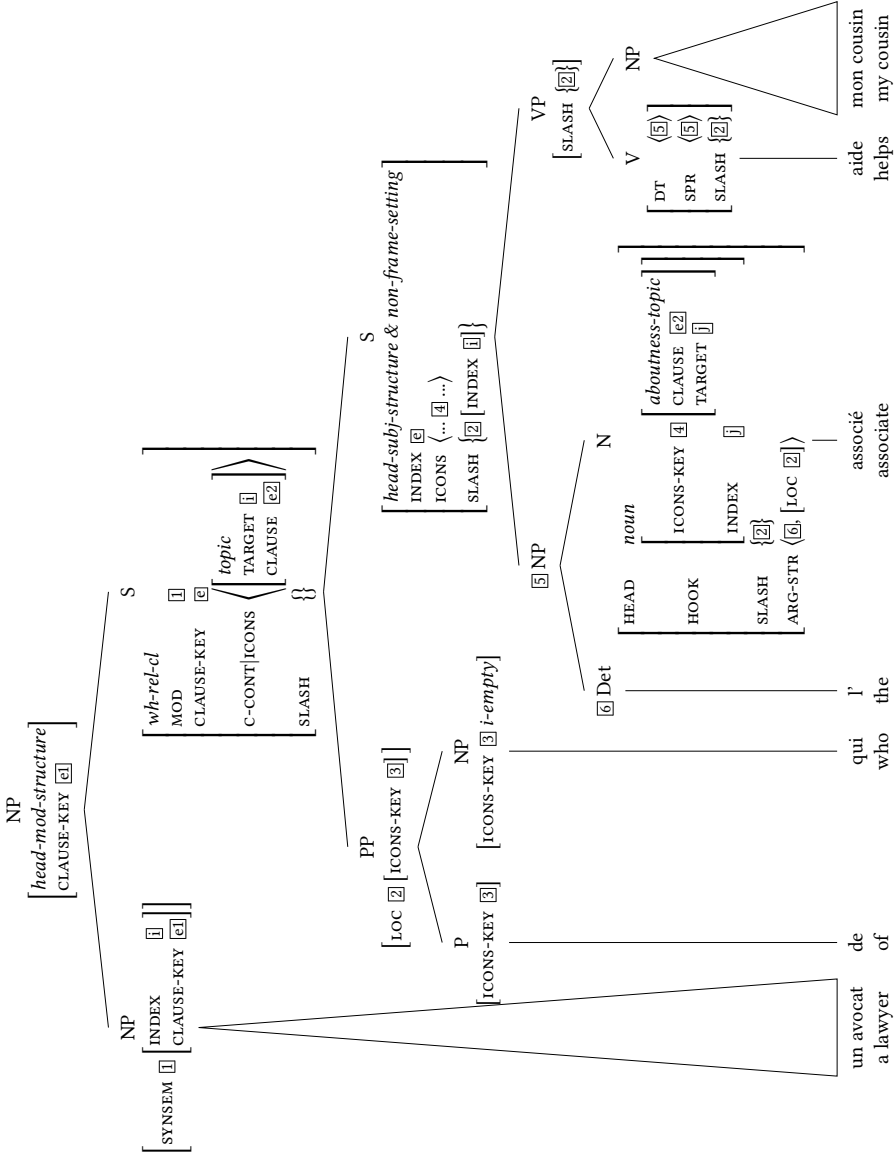 NP
[head-mod-structure
CLAUSE-KEY e1]
NP
[SYNSEM 1 [INDEX i
CLAUSE-KEY e1]]
S
[wh-rel-cl
MOD 1
CLAUSE-KEY e
C-CONT|ICONS ⟨[topic
TARGET i
CLAUSE e2]⟩
SLASH {}]
PP
[LOC 2 [ICONS-KEY 3]]
S
[head-subj-structure & non-frame-setting
INDEX e
ICONS ⟨... 4 ...⟩
SLASH {2 [INDEX i]}]
P
[ICONS-KEY 3]
NP
[ICONS-KEY 3 i-empty]
5 NP
VP
[SLASH {2}]
6 Det
N
[HEAD noun
HOOK [ICONS-KEY 4 [aboutness-topic
CLAUSE e2
TARGET j]
INDEX j]
SLASH {2}
ARG-STR ⟨6, [LOC 2]⟩]
V
[DT ⟨5⟩
SPR ⟨5⟩
SLASH {2}]
NP
un avocat de qui l' associé aide mon cousin
a lawyer of who the associate helps my cousin